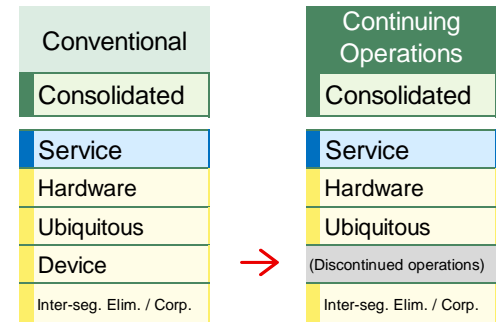 Conventional
Consolidated
Service
Hardware
Ubiquitous
Device
Inter-seg. Elim. / Corp.
Continuing
Operations
Consolidated
Service
Hardware
Ubiquitous
(Discontinued operations)
Inter-seg. Elim. / Corp.